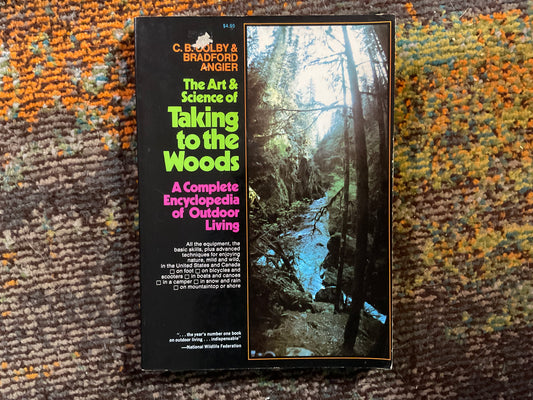 $4.95
C. B. COLBY &
BRADFORD
ANGIER
The Art &
Science of
Taking
to the
Woods
A Complete
Encyclopedia
of Outdoor
Living
All the equipment, the
basic skills, plus advanced
techniques for enjoying
nature, mild and wild,
in the United States and Canada
☐ on foot ☐ on bicycles and
scooters ☐ in boats and canoes
☐ in a camper ☐ in snow and rain
☐ on mountaintop or shore
“. . . the year's number one book
on outdoor living . . . indispensable”
—National Wildlife Federation